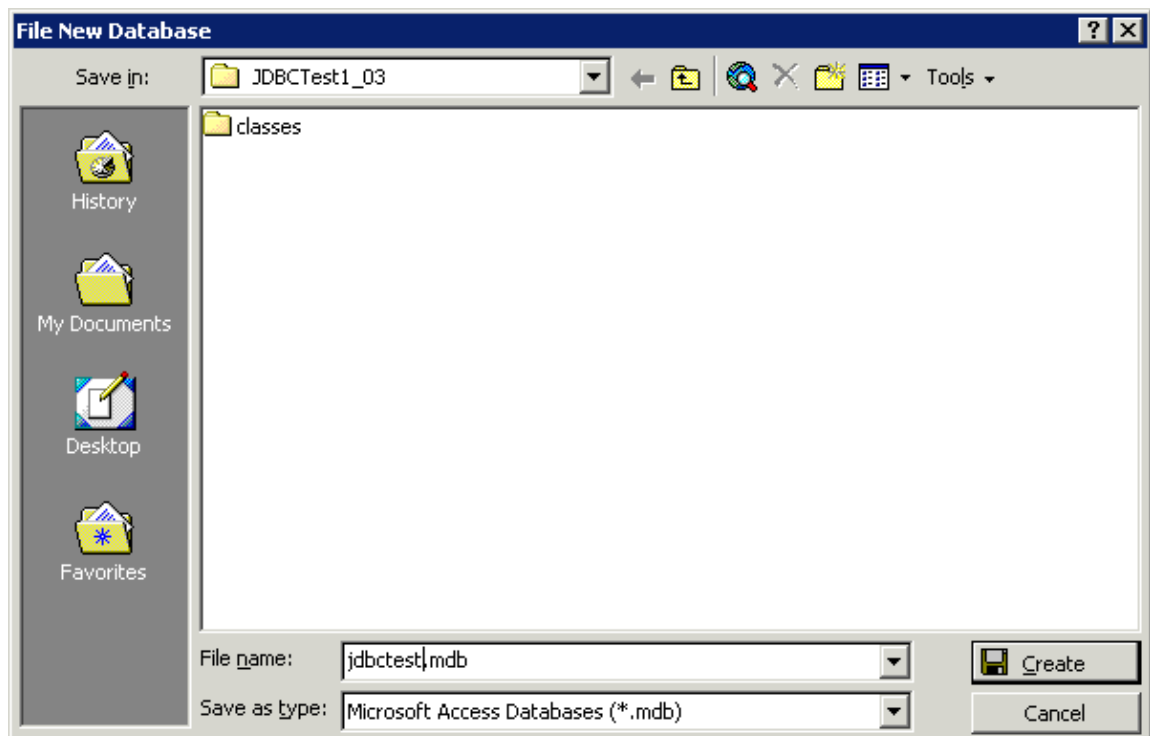 File New Database
Save in:
JDBCTest1_03
Tools
classes
History
My Documents
Desktop
Favorites
File name:
jdbctest.mdb
Create
Save as type:
Microsoft Access Databases (*.mdb)
Cancel